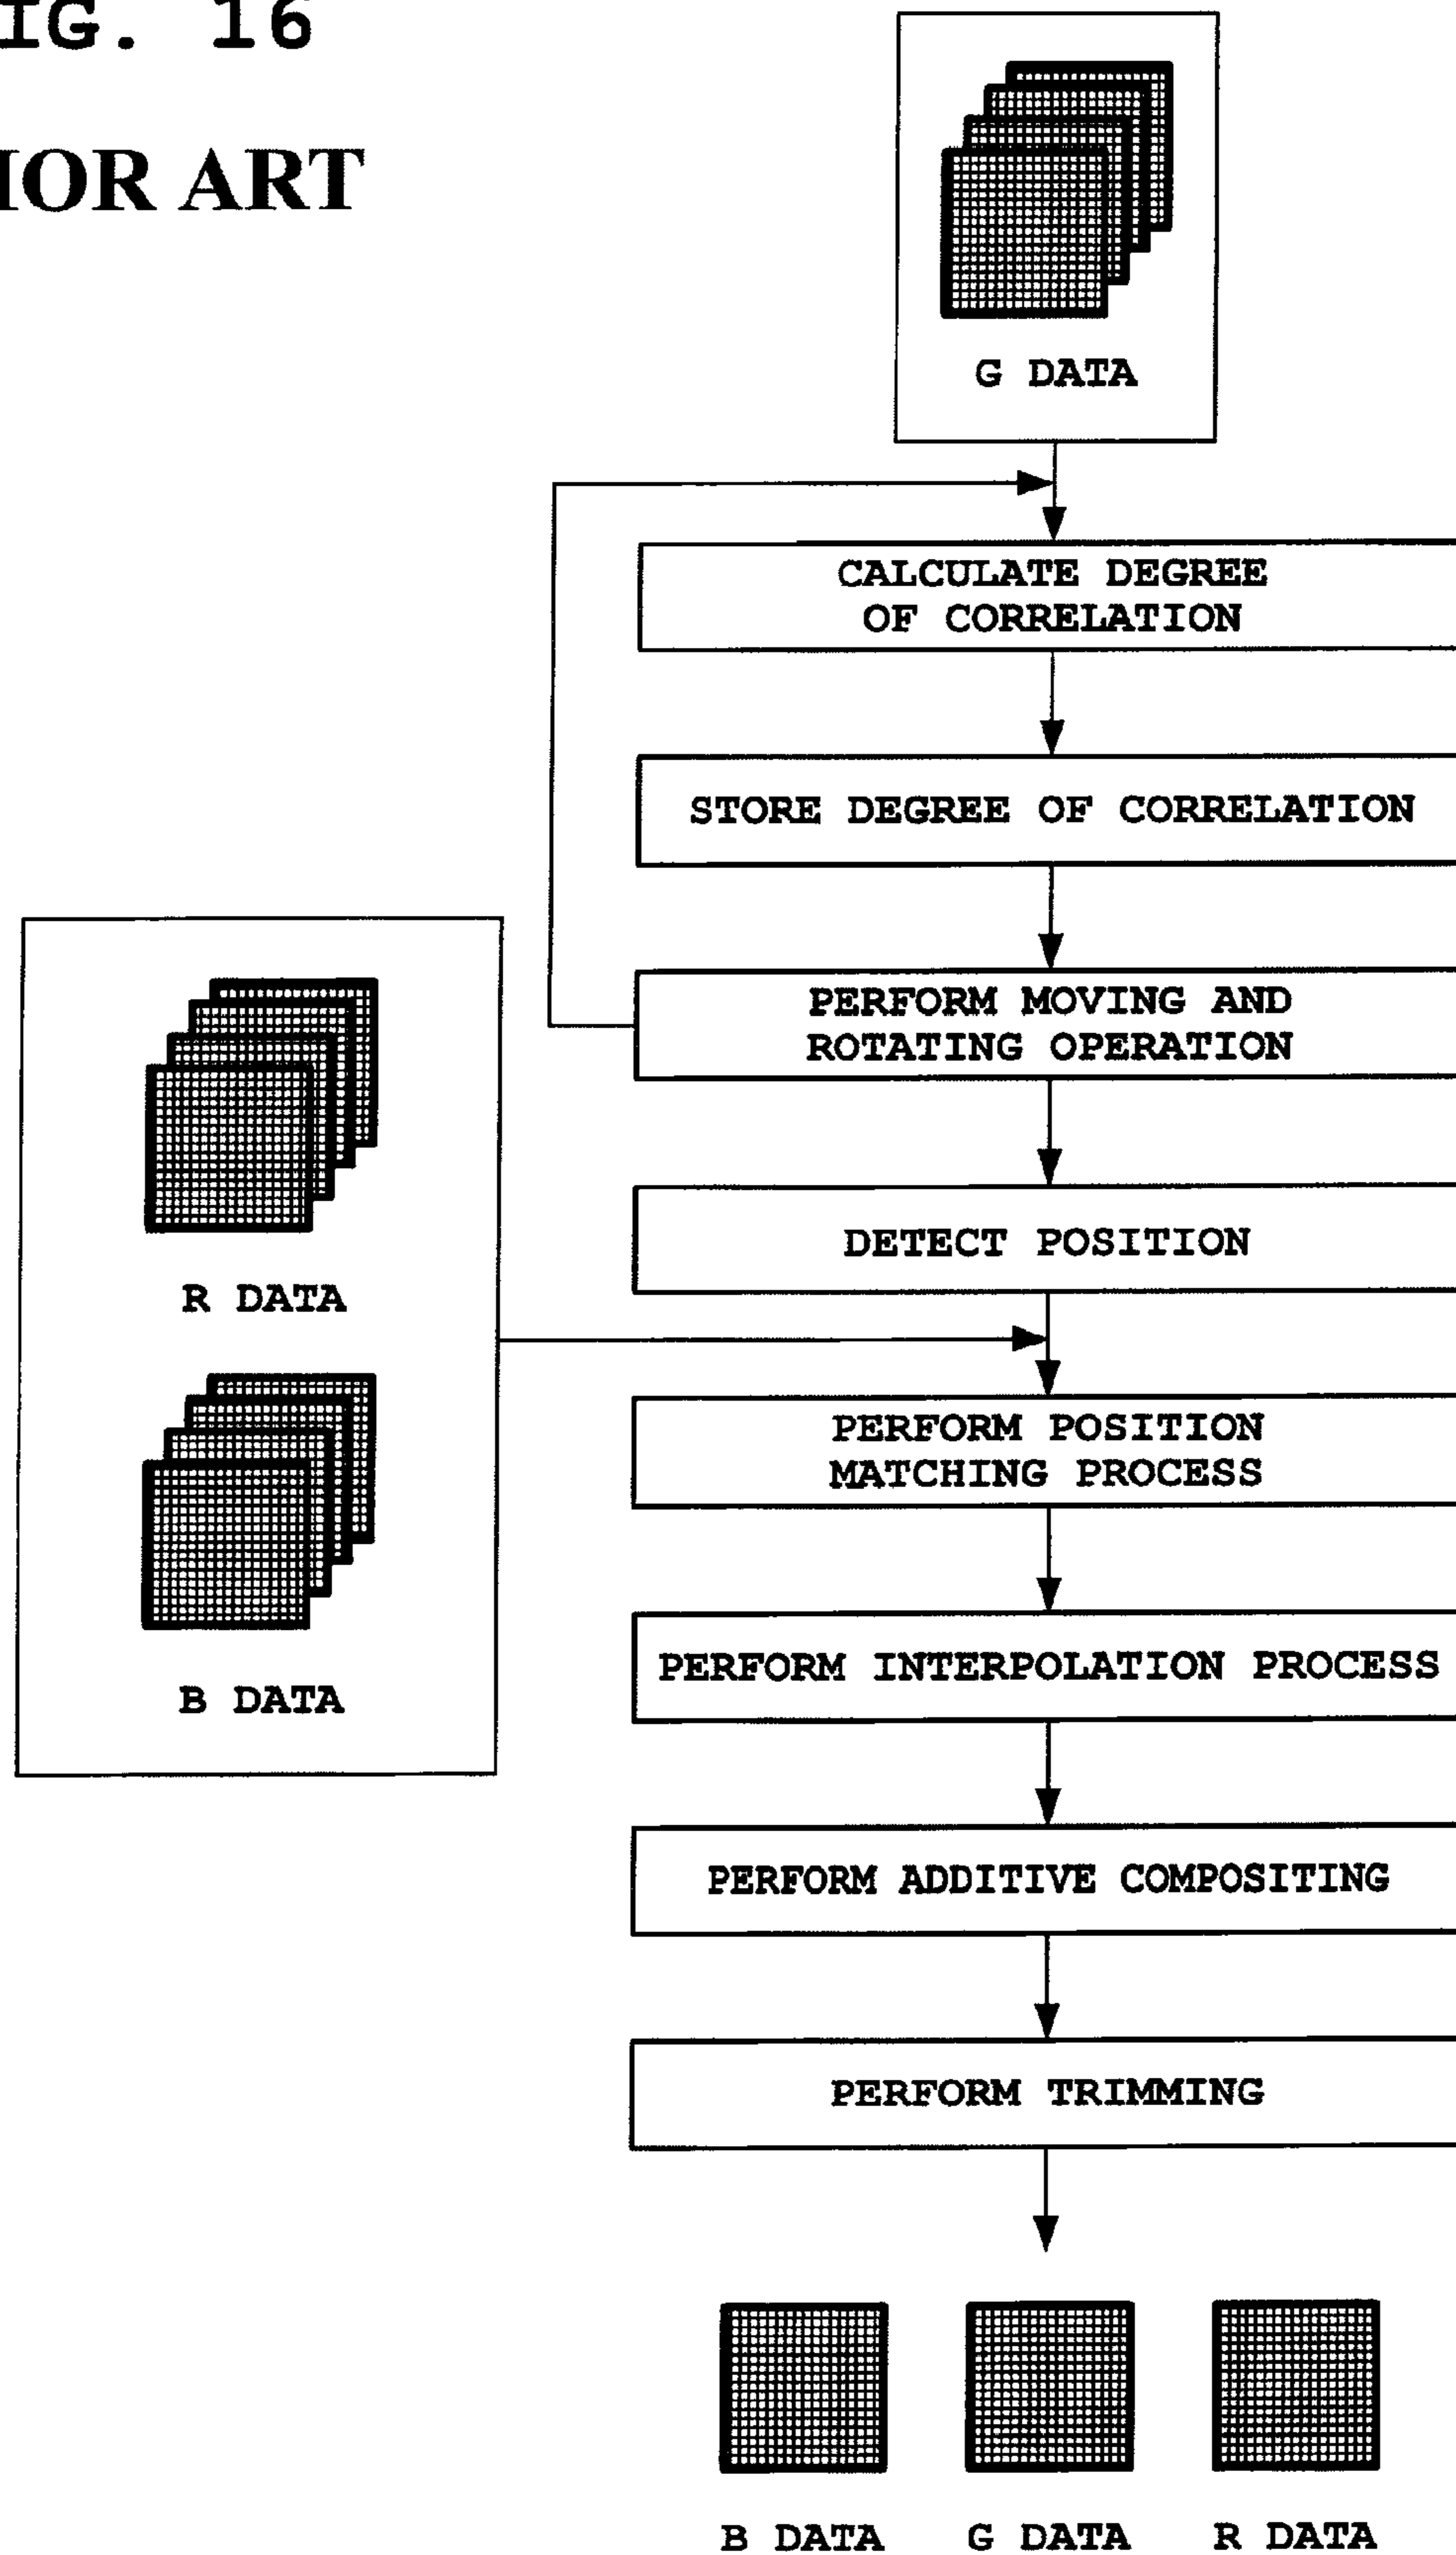 IG. 16
IOR ART
G DATA
CALCULATE DEGREE
OF CORRELATION
STORE DEGREE OF CORRELATION
PERFORM MOVING AND
ROTATING OPERATION
R DATA
DETECT POSITION
B DATA
PERFORM POSITION
MATCHING PROCESS
PERFORM INTERPOLATION PROCESS
PERFORM ADDITIVE COMPOSITING
PERFORM TRIMMING
B DATA G DATA R DATA